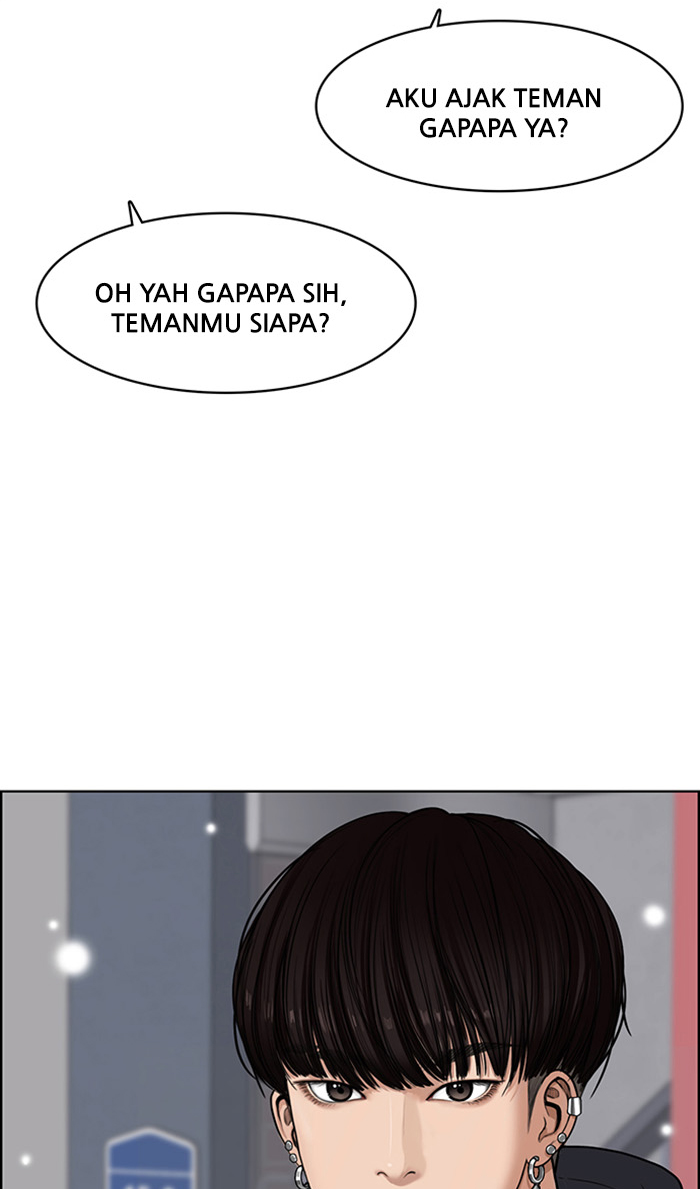 AKU AJAK TEMAN
GAPAPA YA?
OH YAH GAPAPA SIH,
TEMANMU SIAPA?